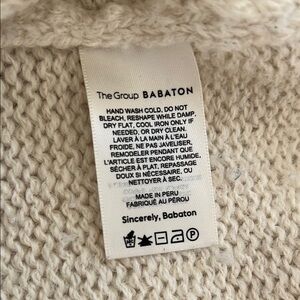 The Group BABATON
HAND WASH COLD, DO NOT
BLEACH, RESHAPE WHILE DAMP,
DRY FLAT, COOL IRON ONLY IF
NEEDED, OR DRY CLEAN.
LAVER À LA MAIN À L'EAU
FROIDE, NE PAS JAVELISER,
REMODELER PENDANT QUE
L'ARTICLE EST ENCORE HUMIDE,
SÉCHER À PLAT, REPASSAGE
DOUX SI NÉCESSAIRE, OU
NETTOYER À SEC.
MADE IN PERU
FABRIQUÉ AU PÉROU
Sincerely, Babaton
P